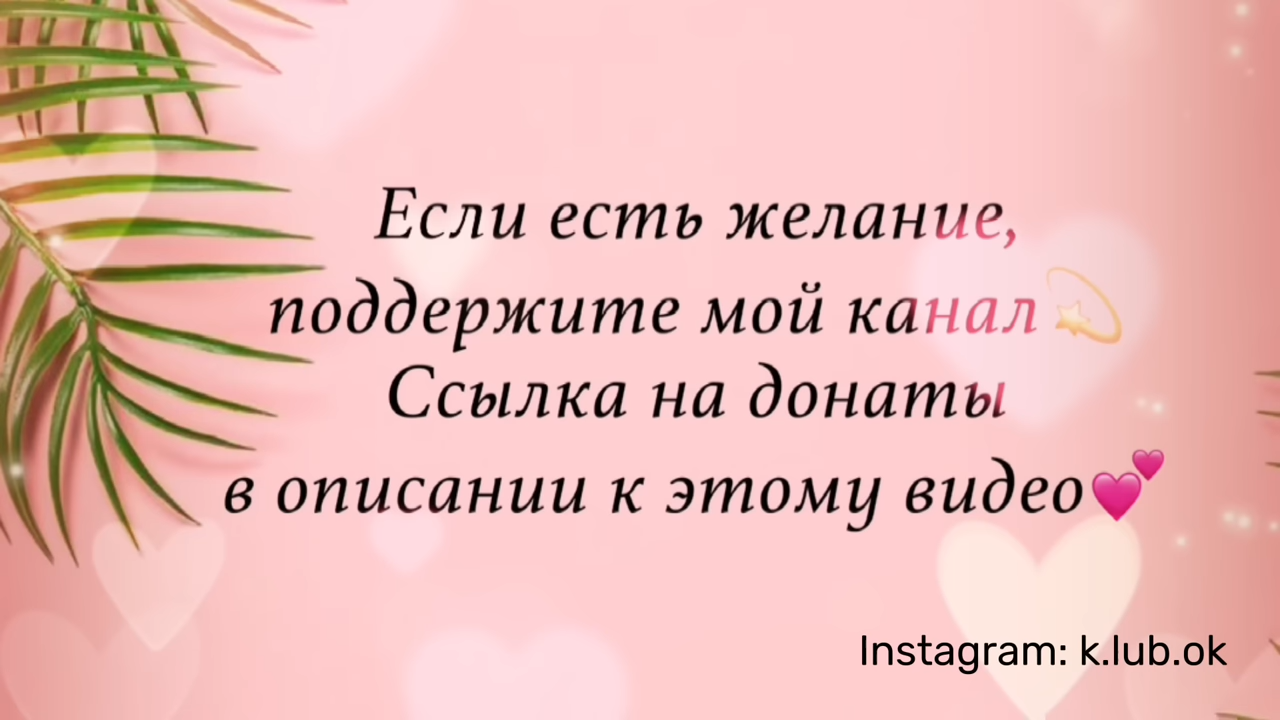 Если есть желание,
поддержите мой канал 💫
Ссылка на донаты
в описании к этому видео💕
Instagram: k.lub.ok